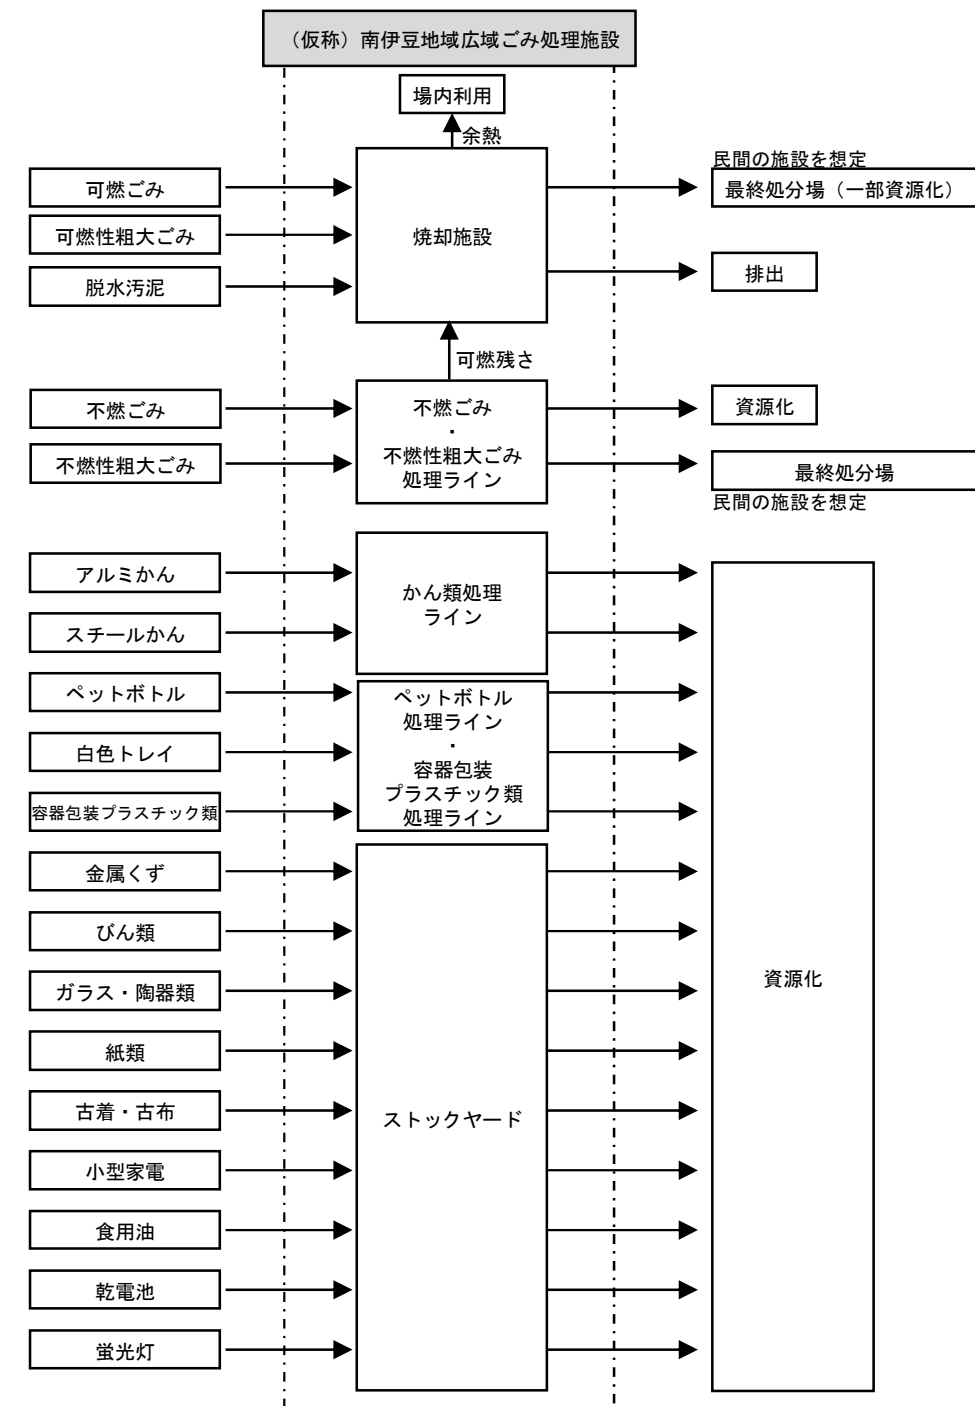 （仮称）南伊豆地域広域ごみ処理施設
場内利用
余熱
民間の施設を想定
可燃ごみ
最終処分場（一部資源化）
可燃性粗大ごみ
焼却施設
脱水汚泥
排出
可燃残さ
不燃ごみ
不燃ごみ
・
不燃性粗大ごみ
処理ライン
資源化
不燃性粗大ごみ
最終処分場
民間の施設を想定
アルミかん
かん類処理
ライン
スチールかん
ペットボトル
ペットボトル
処理ライン
・
容器包装
プラスチック類
処理ライン
白色トレイ
容器包装プラスチック類
金属くず
びん類
ガラス・陶器類
資源化
紙類
古着・古布
ストックヤード
小型家電
食用油
乾電池
蛍光灯